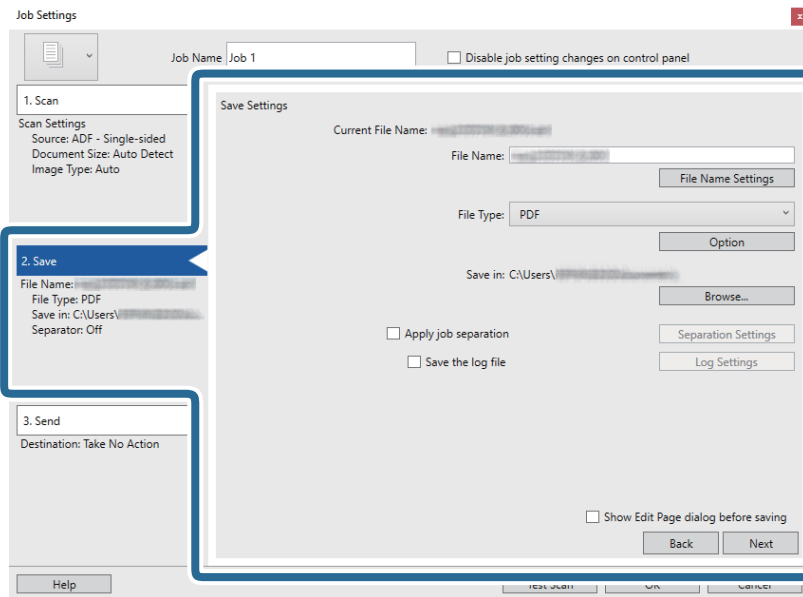 Job Settings
x
Job Name Job 1
Disable job setting changes on control panel
1. Scan
Scan Settings
Source: ADF - Single-sided
Document Size: Auto Detect
Image Type: Auto
2. Save
File Name:
File Type: PDF
Save in: C:\Users\
Separator: Off
3. Send
Destination: Take No Action
Save Settings
Current File Name:
File Name:
File Name Settings
File Type: PDF
Option
Save in: C:\Users\
Browse...
Apply job separation
Separation Settings
Save the log file
Log Settings
Show Edit Page dialog before saving
Back
Next
Help
Test Scan
OK
Cancel